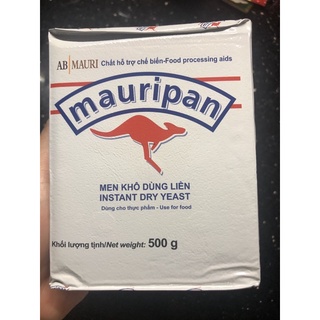 AB MAURI Chất hỗ trợ chế biến-Food processing aids
mauripan
MEN KHÔ DÙNG LIỀN
INSTANT DRY YEAST
Dùng cho thực phẩm - Use for food
Khối lượng tịnh/Net weight: 500 g